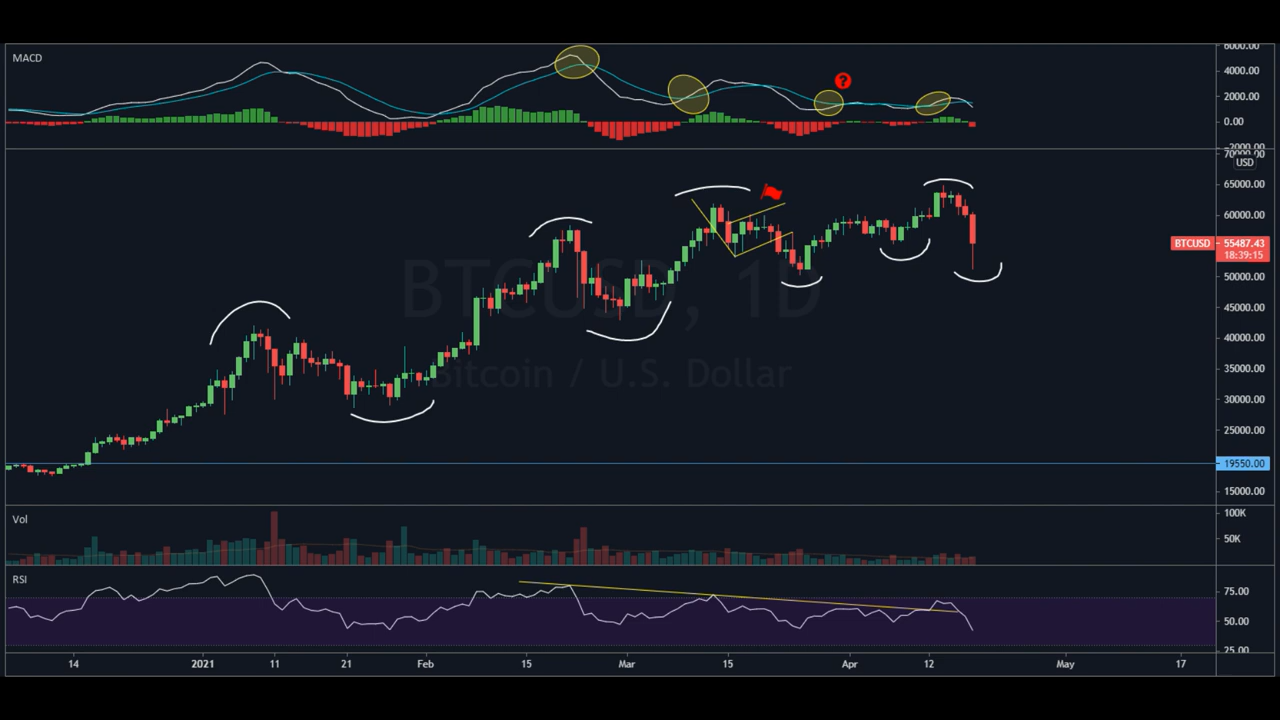 MACD
6000.00
4000.00
2000.00
0.00
-2000.00
?
70000.00
USD
65000.00
60000.00
BTCUSD 55487.43
18:39:15
50000.00
45000.00
40000.00
35000.00
30000.00
25000.00
19550.00
15000.00
BTCUSD, 1D
Bitcoin / U.S. Dollar
Vol
100K
50K
RSI
75.00
50.00
25.00
14 2021 11 21 Feb 15 Mar 15 Apr 12 May 17